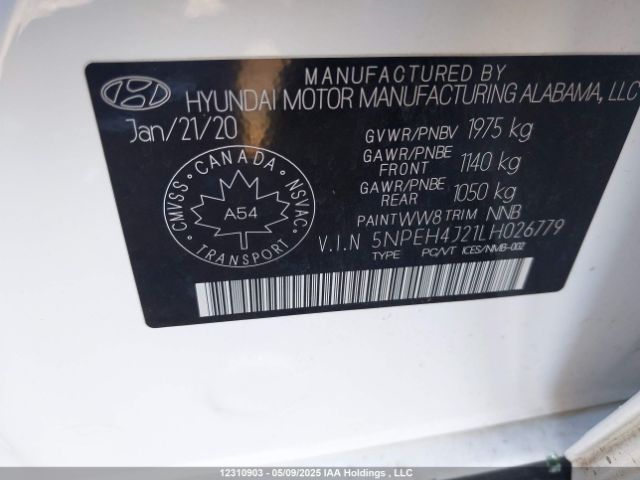 MANUFACTURED BY
HYUNDAI MOTOR MANUFACTURING ALABAMA, LLC
Jan/21/20
GVWR/PNBV 1975 kg
GAWR/PNBE FRONT 1140 kg
GAWR/PNBE REAR 1050 kg
CANADA
CMVSS
NSVAC
A54
TRANSPORT
PAINT WW8 TRIM NNB
V.I.N 5NPEH4J21LH026779
TYPE PC/VT ICES/NMB-002
12310903 — 05/09/2025 IAA Holdings , LLC